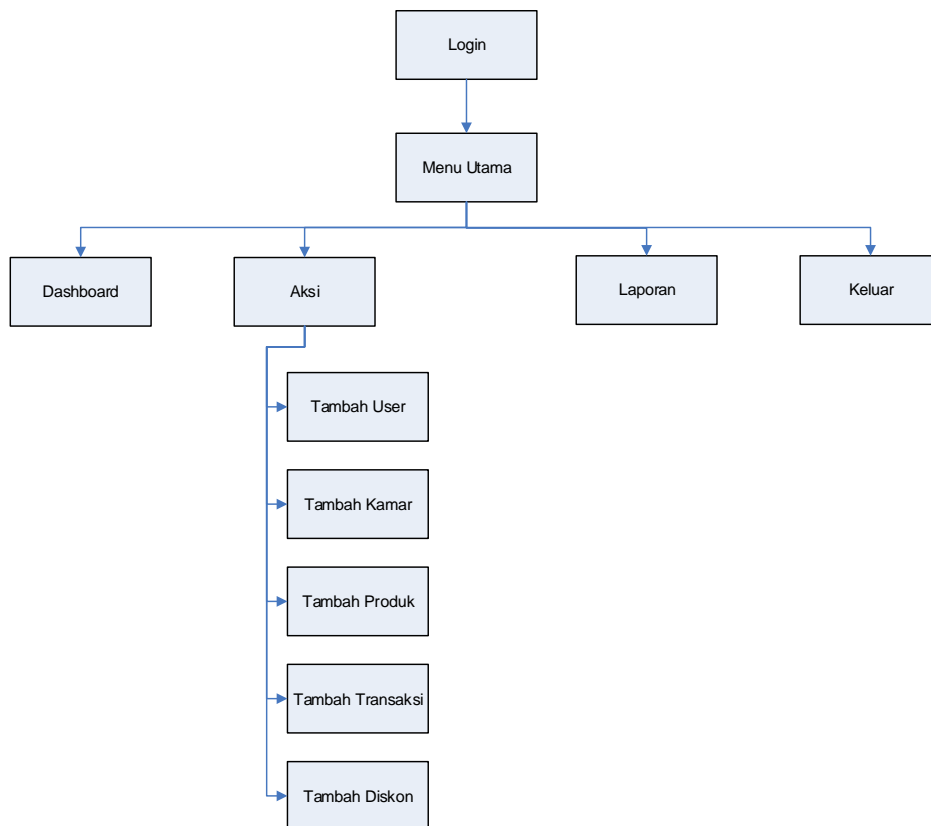 Login
Menu Utama
Dashboard
Aksi
Laporan
Keluar
Tambah User
Tambah Kamar
Tambah Produk
Tambah Transaksi
Tambah Diskon